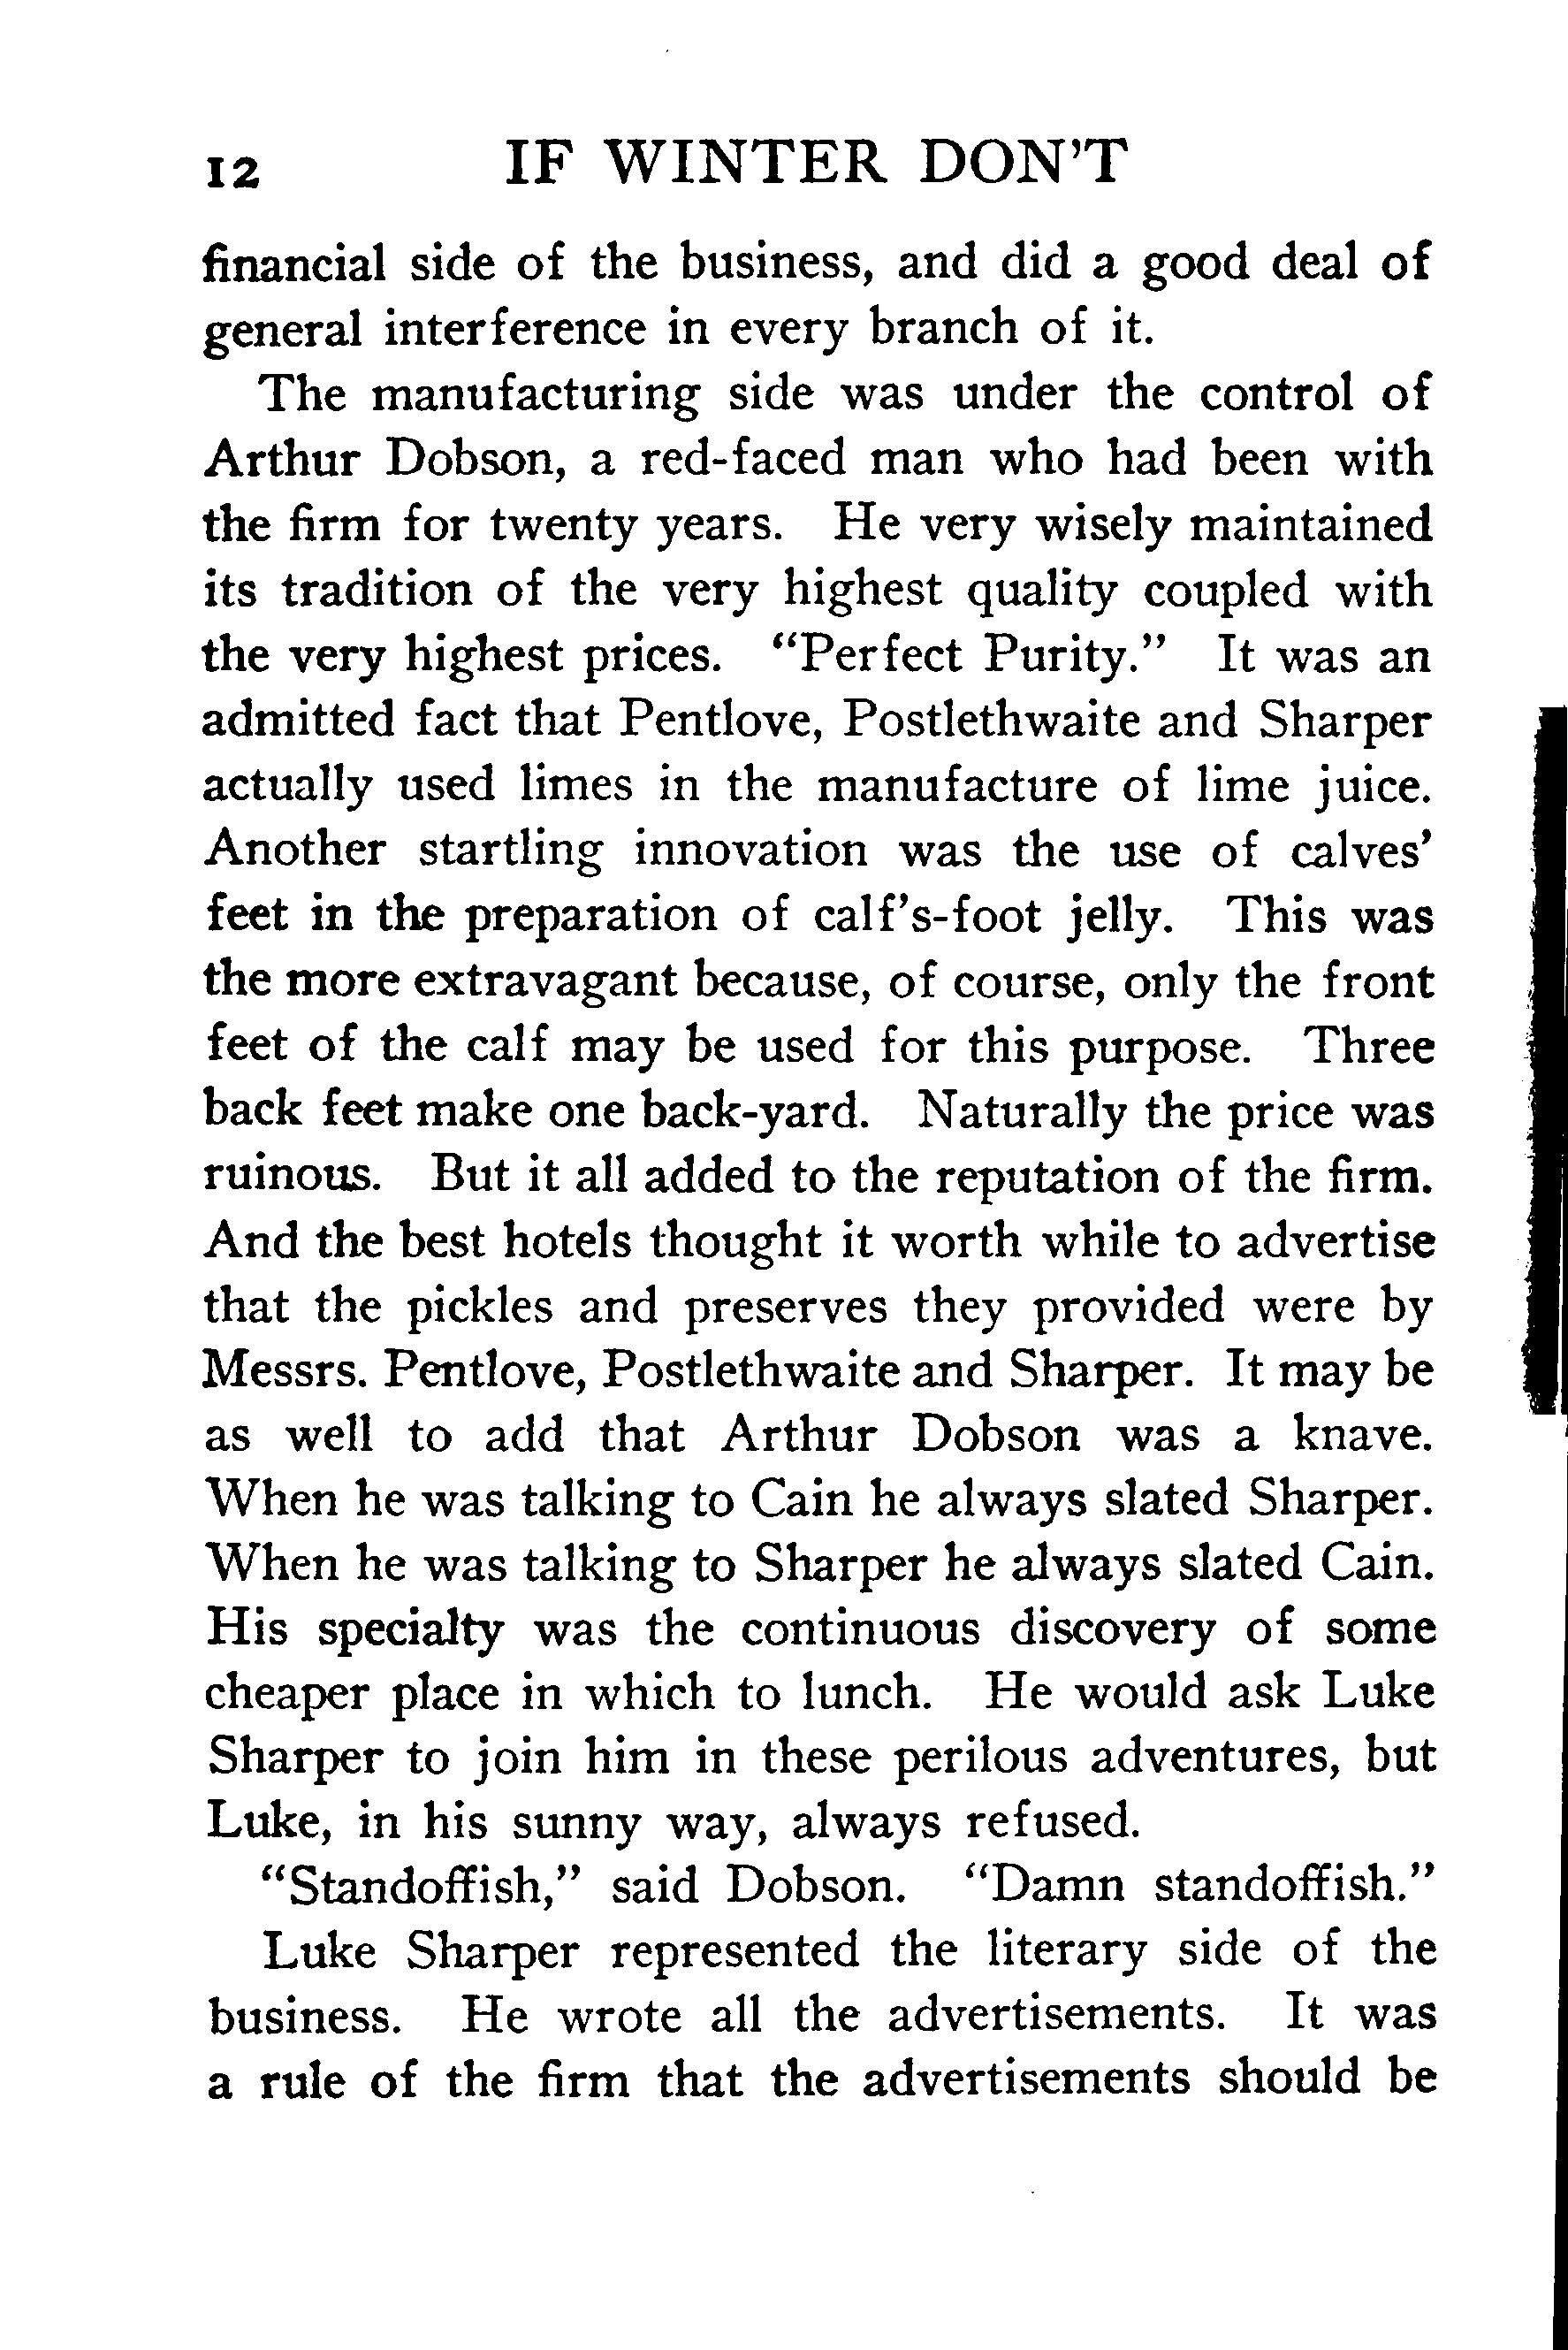 12 IF WINTER DON'T
financial side of the business, and did a good deal of
general interference in every branch of it.
The manufacturing side was under the control of
Arthur Dobson, a red-faced man who had been with
the firm for twenty years. He very wisely maintained
its tradition of the very highest quality coupled with
the very highest prices. "Perfect Purity." It was an
admitted fact that Pentlove, Postlethwaite and Sharper
actually used limes in the manufacture of lime juice.
Another startling innovation was the use of calves'
feet in the preparation of calf's-foot jelly. This was
the more extravagant because, of course, only the front
feet of the calf may be used for this purpose. Three
back feet make one back-yard. Naturally the price was
ruinous. But it all added to the reputation of the firm.
And the best hotels thought it worth while to advertise
that the pickles and preserves they provided were by
Messrs. Pentlove, Postlethwaite and Sharper. It may be
as well to add that Arthur Dobson was a knave.
When he was talking to Cain he always slated Sharper.
When he was talking to Sharper he always slated Cain.
His specialty was the continuous discovery of some
cheaper place in which to lunch. He would ask Luke
Sharper to join him in these perilous adventures, but
Luke, in his sunny way, always refused.
"Standoffish," said Dobson. "Damn standoffish."
Luke Sharper represented the literary side of the
business. He wrote all the advertisements. It was
a rule of the firm that the advertisements should be